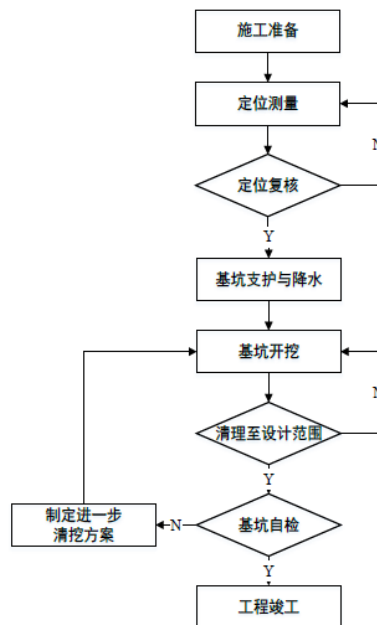 施工准备
定位测量
N
定位复核
Y
基坑支护与降水
基坑开挖
N
清理至设计范围
Y
制定进一步
清挖方案
N
基坑自检
Y
工程竣工